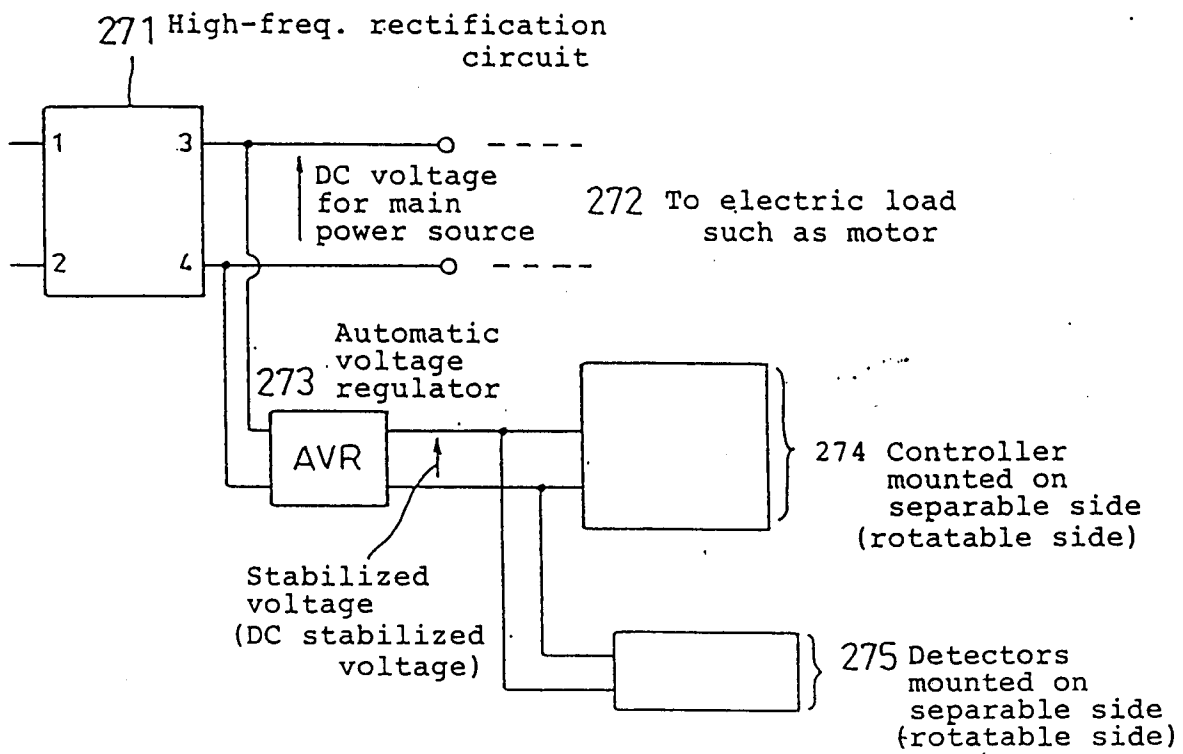 271 High-freq. rectification
circuit
1
3
2
4
DC voltage
for main
power source
272 To electric load
such as motor
Automatic
voltage
273 regulator
AVR
274 Controller
mounted on
separable side
(rotatable side)
Stabilized
voltage
(DC stabilized
voltage)
275 Detectors
mounted on
separable side
(rotatable side)